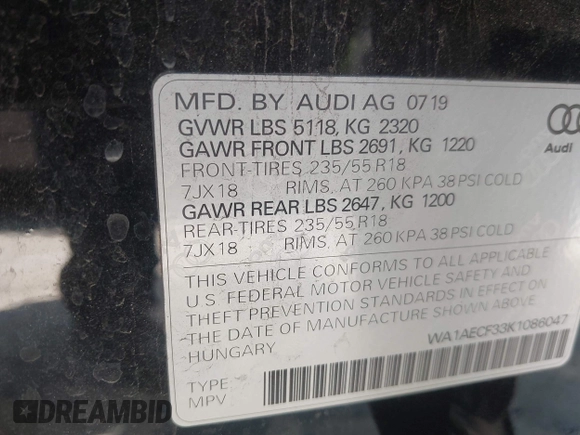 MFD. BY. AUDI AG 0719
GVWR LBS 5118, KG 2320
GAWR FRONT LBS 2691, KG 1220
FRONT-TIRES 235/55 R18
7JX18 RIMS, AT 260 KPA 38 PSI COLD
GAWR REAR LBS 2647, KG 1200
REAR-TIRES 235/55 R18
7JX18 RIMS, AT 260 KPA 38 PSI COLD
Audi
THIS VEHICLE CONFORMS TO ALL APPLICABLE
U.S. FEDERAL MOTOR VEHICLE SAFETY AND
THEFT PREVENTION STANDARDS IN EFFECT ON
THE DATE OF MANUFACTURE SHOWN ABOVE.
HUNGARY WA1AECF33K1086047
TYPE
MPV
DREAMBID